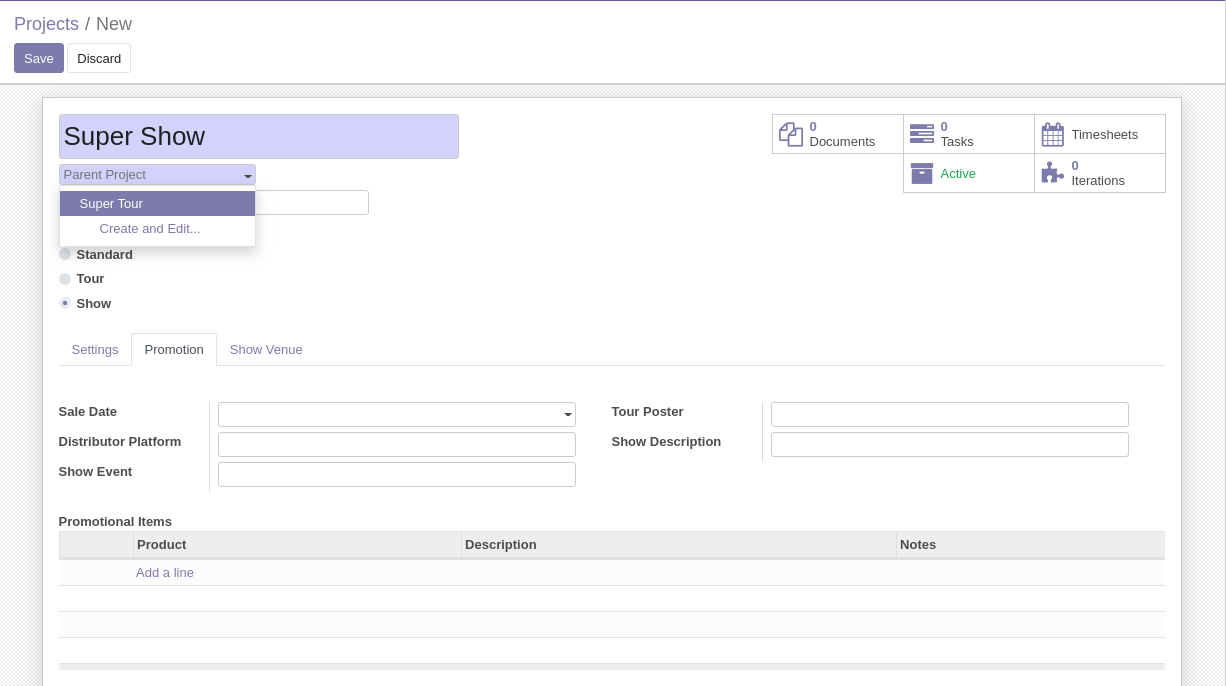 Projects / New
Save Discard
Super Show
0 Documents
0 Tasks
Timesheets
Parent Project
Active
0 Iterations
Super Tour
Create and Edit...
Standard
Tour
Show
Settings Promotion Show Venue
Sale Date
Tour Poster
Distributor Platform
Show Description
Show Event
Promotional Items
Product Description Notes
Add a line